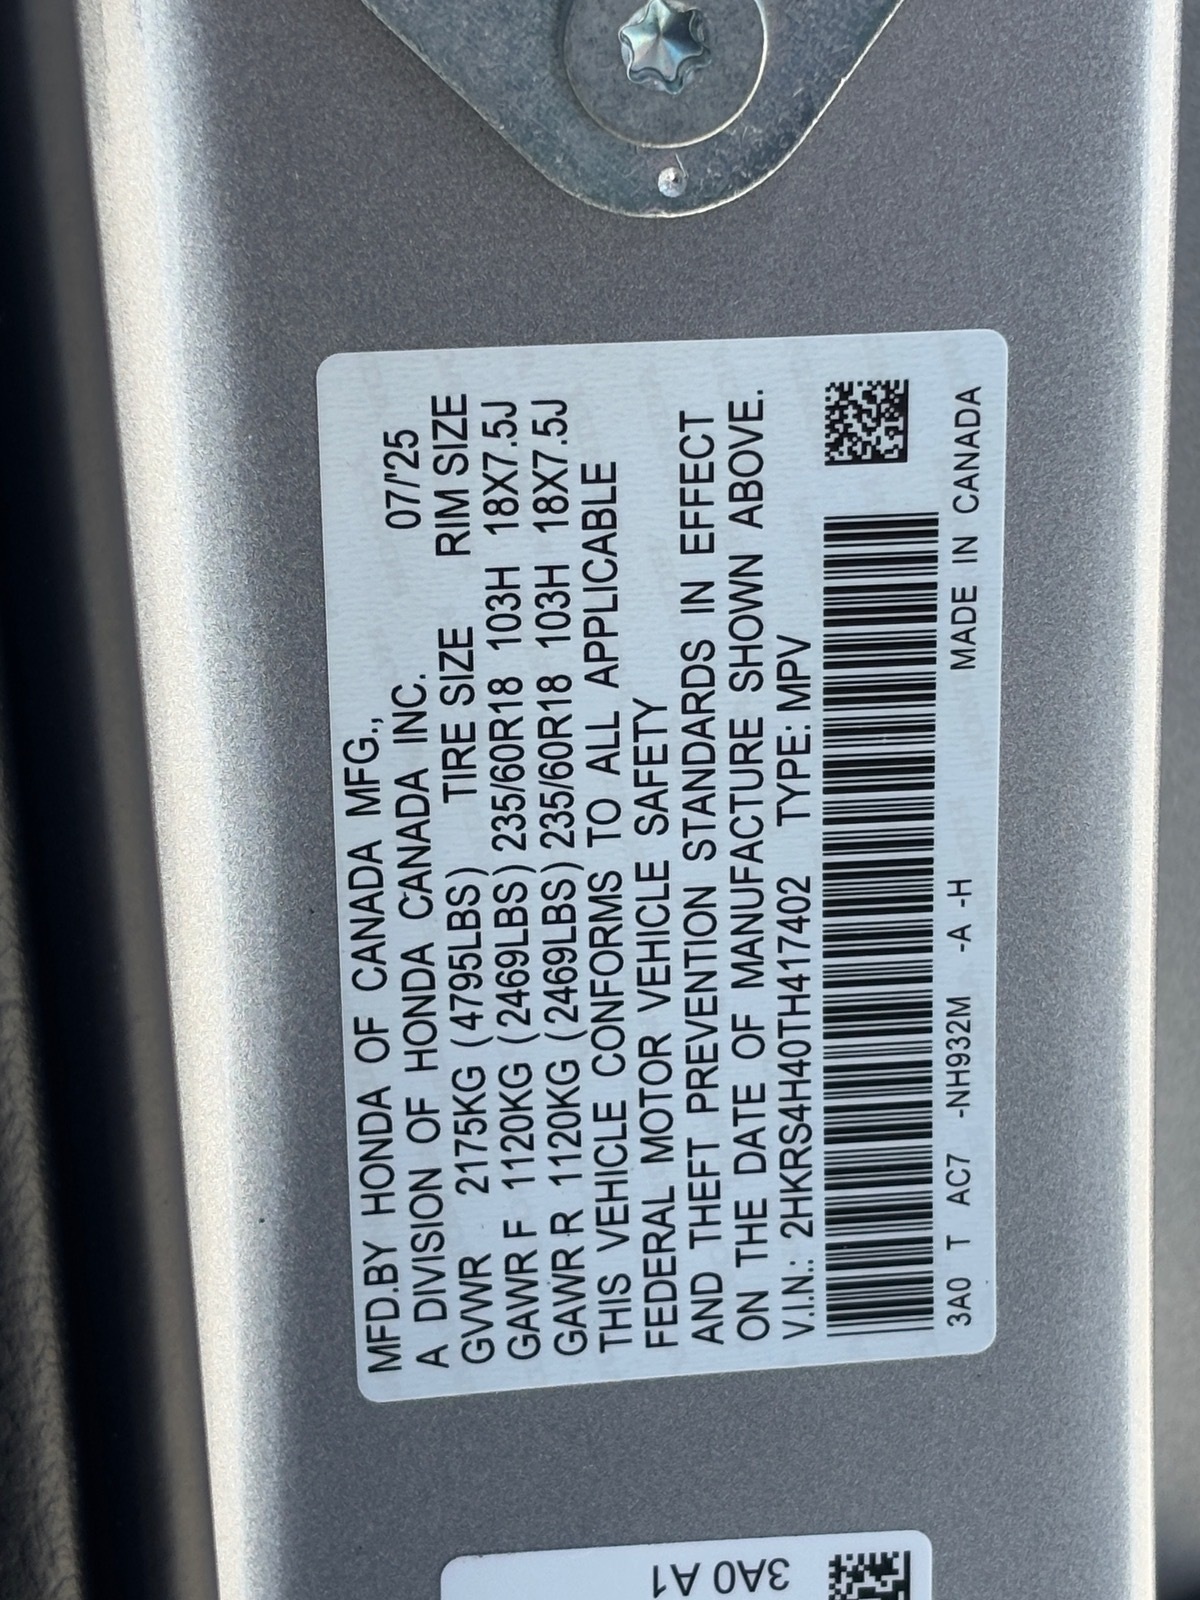 MFD.BY HONDA OF CANADA MFG.,
A DIVISION OF HONDA CANADA INC. 07/'25
GVWR 2175KG (4795LBS) TIRE SIZE RIM SIZE
GAWR F 1120KG (2469LBS) 235/60R18 103H 18X7.5J
GAWR R 1120KG (2469LBS) 235/60R18 103H 18X7.5J
THIS VEHICLE CONFORMS TO ALL APPLICABLE
FEDERAL MOTOR VEHICLE SAFETY
AND THEFT PREVENTION STANDARDS IN EFFECT
ON THE DATE OF MANUFACTURE SHOWN ABOVE.
V.I.N.: 2HKRS4H40TH417402 TYPE: MPV
3A0 T AC7 -NH932M -A -H MADE IN CANADA
3A0 A1